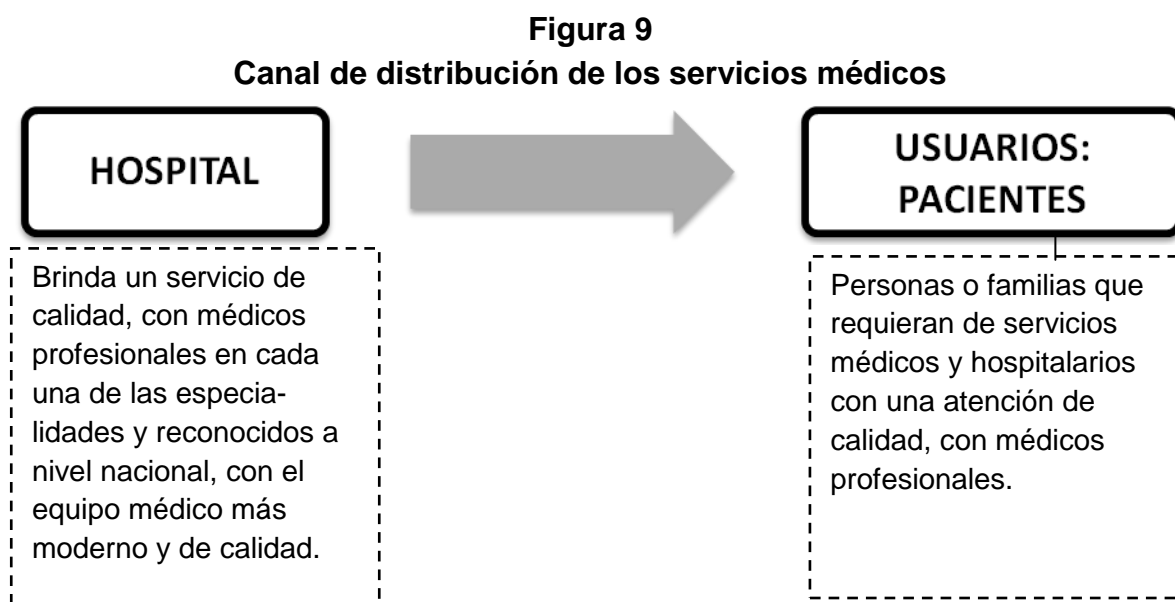 Figura 9
Canal de distribución de los servicios médicos
HOSPITAL
Brinda un servicio de
calidad, con médicos
profesionales en cada
una de las especia-
lidades y reconocidos a
nivel nacional, con el
equipo médico más
moderno y de calidad.
USUARIOS:
PACIENTES
Personas o familias que
requieran de servicios
médicos y hospitalarios
con una atención de
calidad, con médicos
profesionales.